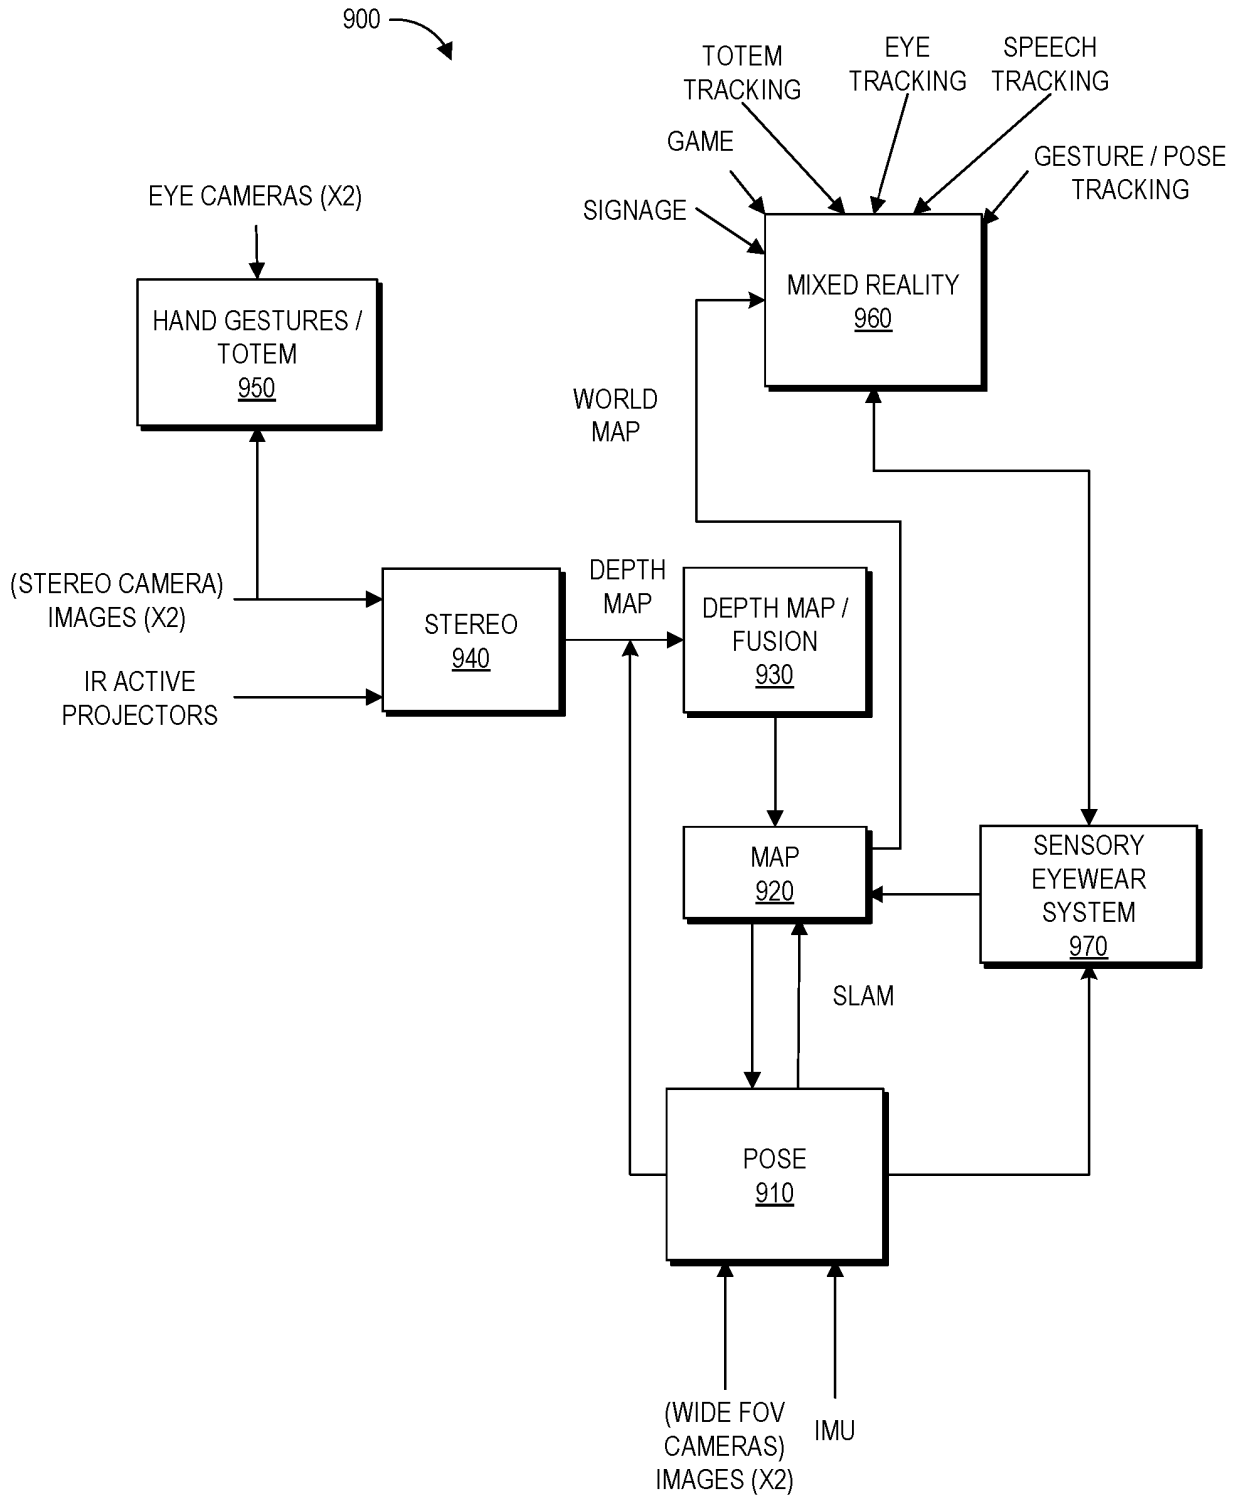 900
TOTEM
TRACKING
EYE
TRACKING
SPEECH
TRACKING
GAME
GESTURE / POSE
TRACKING
SIGNAGE
EYE CAMERAS (X2)
MIXED REALITY
960
HAND GESTURES /
TOTEM
950
WORLD
MAP
(STEREO CAMERA)
IMAGES (X2)
STEREO
940
DEPTH
MAP
DEPTH MAP /
FUSION
930
IR ACTIVE
PROJECTORS
MAP
920
SENSORY
EYEWEAR
SYSTEM
970
SLAM
POSE
910
(WIDE FOV
CAMERAS)
IMAGES (X2)
IMU